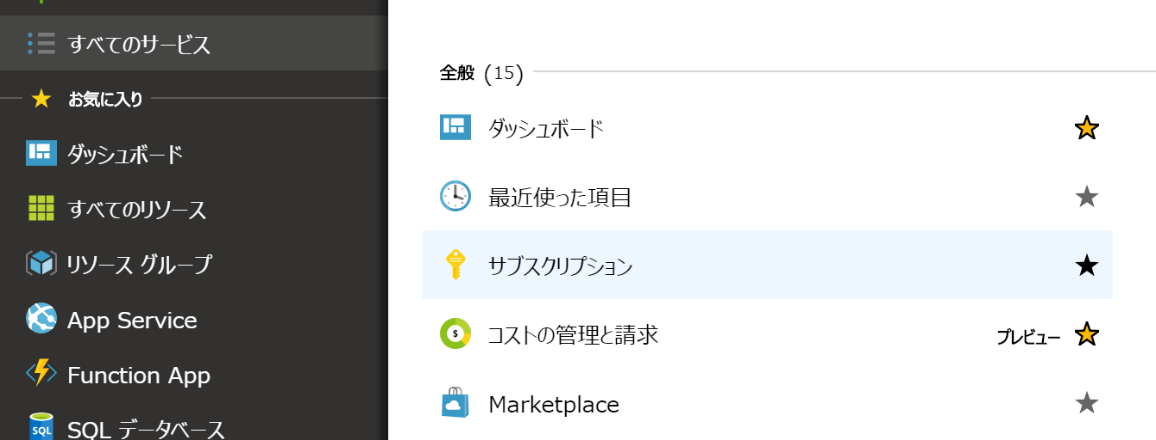 すべてのサービス
お気に入り
ダッシュボード
すべてのリソース
リソース グループ
App Service
Function App
SQL
SQL データベース
全般 (15)
ダッシュボード
最近使った項目
サブスクリプション
コストの管理と請求 プレビュー
Marketplace